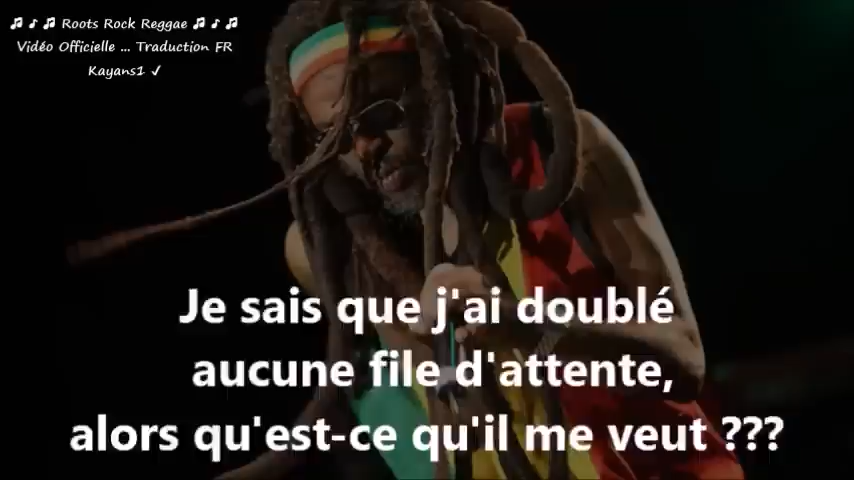 ♫ ♪ ♫ Roots Rock Reggae ♫ ♪ ♫
Vidéo Officielle ... Traduction FR
Kayans1 ✓
Je sais que j'ai doublé
aucune file d'attente,
alors qu'est-ce qu'il me veut ???